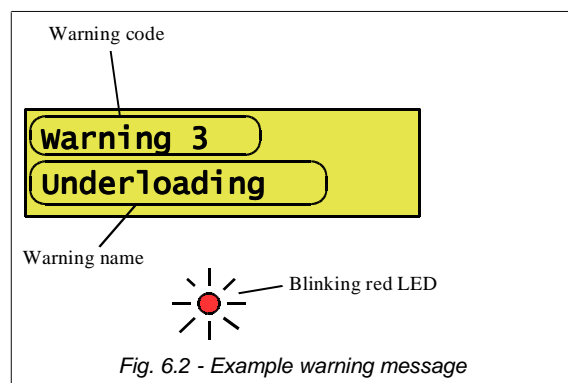 Warning code
Warning 3
Underloading
Warning name
Blinking red LED
Fig. 6.2 - Example warning message